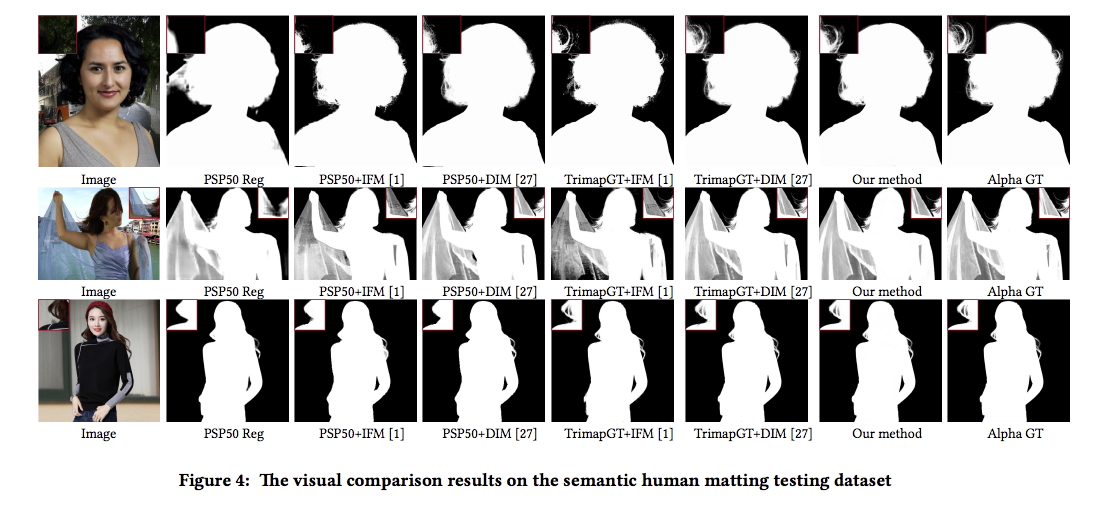 Image PSP50 Reg PSP50+IFM [1] PSP50+DIM [27] TrimapGT+IFM [1] TrimapGT+DIM [27] Our method Alpha GT
Image PSP50 Reg PSP50+IFM [1] PSP50+DIM [27] TrimapGT+IFM [1] TrimapGT+DIM [27] Our method Alpha GT
Image PSP50 Reg PSP50+IFM [1] PSP50+DIM [27] TrimapGT+IFM [1] TrimapGT+DIM [27] Our method Alpha GT
Figure 4: The visual comparison results on the semantic human matting testing dataset